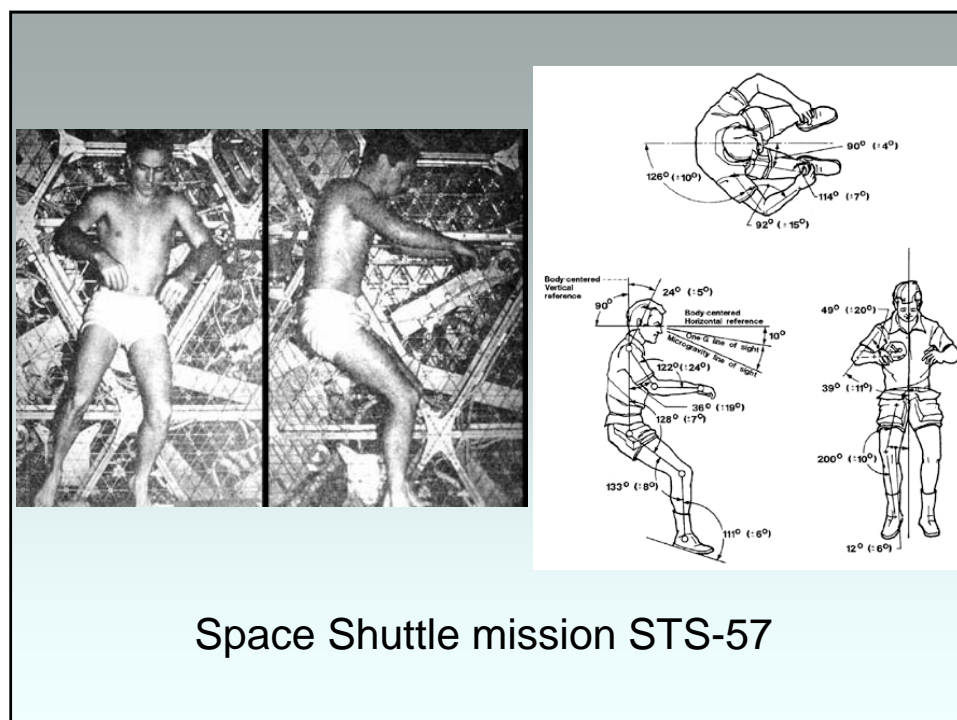 90° (±4°)
126° (±10°)
114° (±7°)
92° (±15°)
Body-centered
Vertical
reference
24° (±5°)
90°
Body-centered
Horizontal reference
10°
One G line of sight
Microgravity line of sight
122° (±24°)
36° (±19°)
128° (±7°)
133° (±8°)
111° (±6°)
49° (±20°)
39° (±11°)
200° (±10°)
12° (±6°)
Space Shuttle mission STS-57